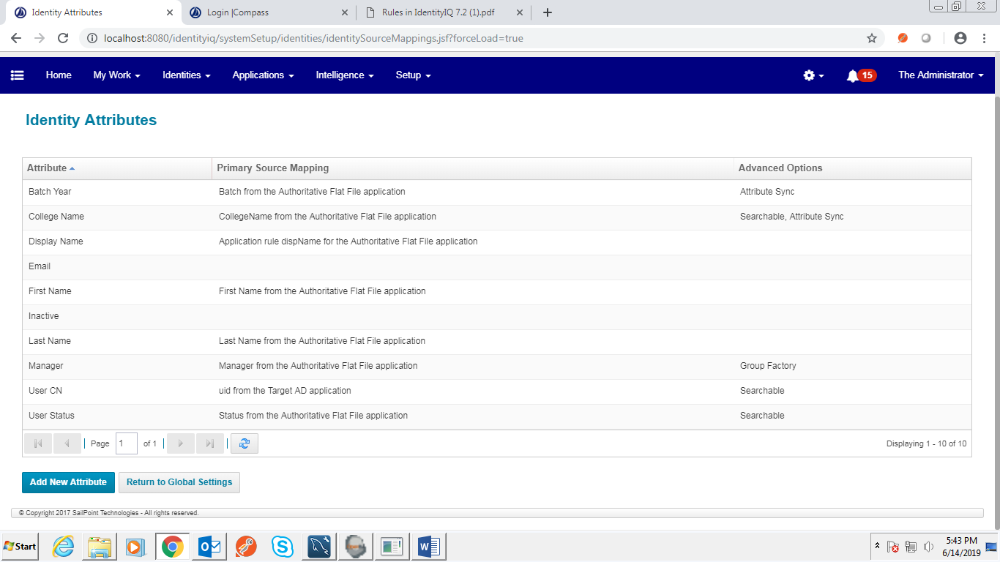 Identity Attributes
Login |Compass
Rules in IdentityIQ 7.2 (1).pdf
localhost:8080/identityiq/systemSetup/identities/identitySourceMappings.jsf?forceLoad=true
Home My Work Identities Applications Intelligence Setup 15 The Administrator
Identity Attributes
Attribute Primary Source Mapping Advanced Options
Batch Year Batch from the Authoritative Flat File application Attribute Sync
College Name CollegeName from the Authoritative Flat File application Searchable, Attribute Sync
Display Name Application rule dispName for the Authoritative Flat File application
Email
First Name First Name from the Authoritative Flat File application
Inactive
Last Name Last Name from the Authoritative Flat File application
Manager Manager from the Authoritative Flat File application Group Factory
User CN uid from the Target AD application Searchable
User Status Status from the Authoritative Flat File application Searchable
Page 1 of 1 Displaying 1 - 10 of 10
Add New Attribute Return to Global Settings
© Copyright 2017 SailPoint Technologies - All rights reserved.
Start 5:43 PM
6/14/2019